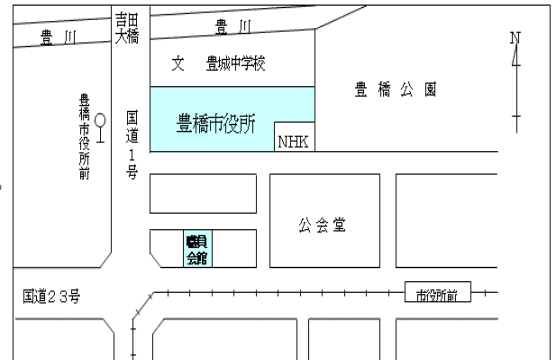 吉田
大橋
豊川
豊川
文 豊城中学校
豊橋公園
N
豊橋市役所
NHK
豊橋市役所前
国道1号
公会堂
職員
会館
国道23号
市役所前